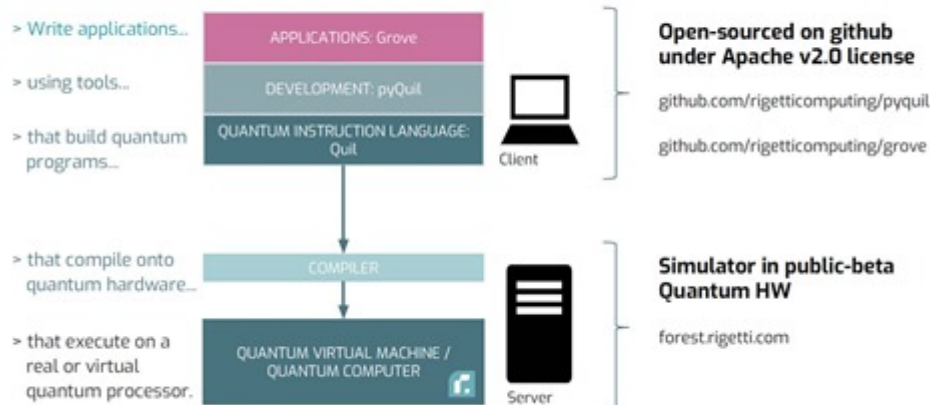 > Write applications...
> using tools...
> that build quantum
programs...
> that compile onto
quantum hardware...
> that execute on a
real or virtual
quantum processor.
APPLICATIONS: Grove
DEVELOPMENT: pyQuil
QUANTUM INSTRUCTION LANGUAGE:
Quil
COMPILER
QUANTUM VIRTUAL MACHINE /
QUANTUM COMPUTER
r.
Client
Server
Open-sourced on github
under Apache v2.0 license
github.com/rigetticomputing/pyquil
github.com/rigetticomputing/grove
Simulator in public-beta
Quantum HW
forest.rigetti.com